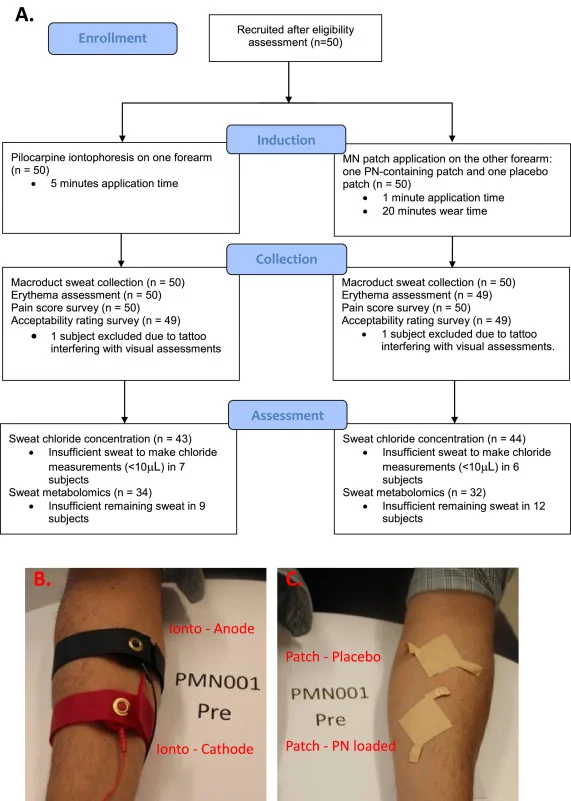 A.
Enrollment
Recruited after eligibility
assessment (n=50)
Induction
Pilocarpine iontophoresis on one forearm
(n = 50)
• 5 minutes application time
MN patch application on the other forearm:
one PN-containing patch and one placebo
patch (n = 50)
• 1 minute application time
• 20 minutes wear time
Collection
Macroduct sweat collection (n = 50)
Erythema assessment (n = 50)
Pain score survey (n = 50)
Acceptability rating survey (n = 49)
• 1 subject excluded due to tattoo
interfering with visual assessments
Macroduct sweat collection (n = 50)
Erythema assessment (n = 49)
Pain score survey (n = 50)
Acceptability rating survey (n = 49)
• 1 subject excluded due to tattoo
interfering with visual assessments.
Assessment
Sweat chloride concentration (n = 43)
• Insufficient sweat to make chloride
measurements (<10µL) in 7
subjects
Sweat metabolomics (n = 34)
• Insufficient remaining sweat in 9
subjects
Sweat chloride concentration (n = 44)
• Insufficient sweat to make chloride
measurements (<10µL) in 6
subjects
Sweat metabolomics (n = 32)
• Insufficient remaining sweat in 12
subjects
B.
Ionto - Anode
PMN001
Pre
Ionto - Cathode
C.
Patch - Placebo
PMN001
Pre
Patch - PN loaded